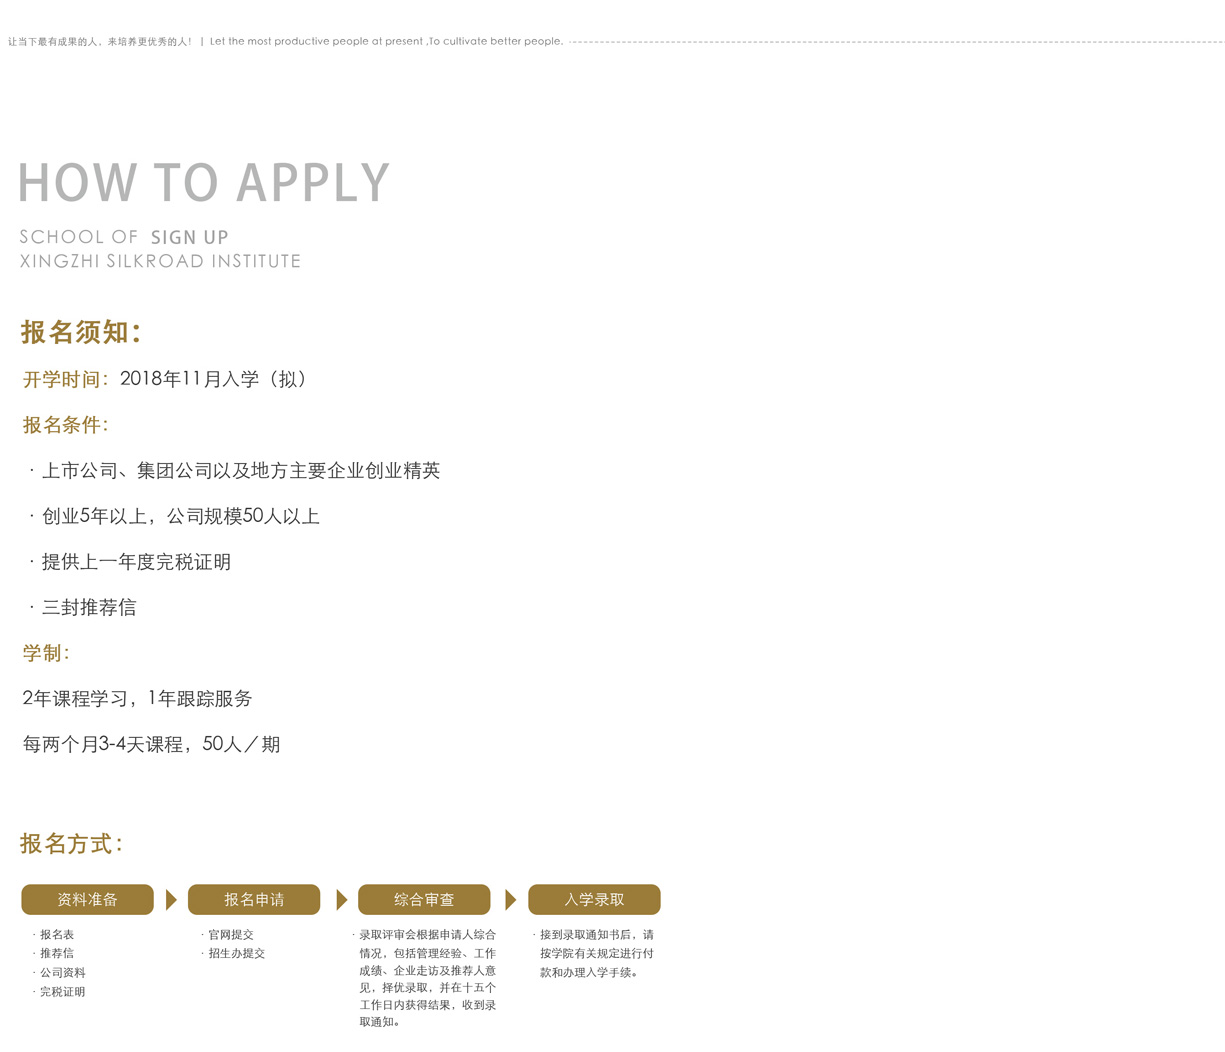 让当下最有成果的人，来培养更优秀的人！ | Let the most productive people at present ,To cultivate better people.
HOW TO APPLY
SCHOOL OF SIGN UP
XINGZHI SILKROAD INSTITUTE
报名须知：
开学时间：2018年11月入学（拟）
报名条件：
· 上市公司、集团公司以及地方主要企业创业精英
· 创业5年以上，公司规模50人以上
· 提供上一年度完税证明
· 三封推荐信
学制：
2年课程学习，1年跟踪服务
每两个月3-4天课程，50人／期
报名方式：
资料准备
· 报名表
· 推荐信
· 公司资料
· 完税证明
报名申请
· 官网提交
· 招生办提交
综合审查
· 录取评审会根据申请人综合
情况，包括管理经验、工作
成绩、企业走访及推荐人意
见，择优录取，并在十五个
工作日内获得结果，收到录
取通知。
入学录取
· 接到录取通知书后，请
按学院有关规定进行付
款和办理入学手续。